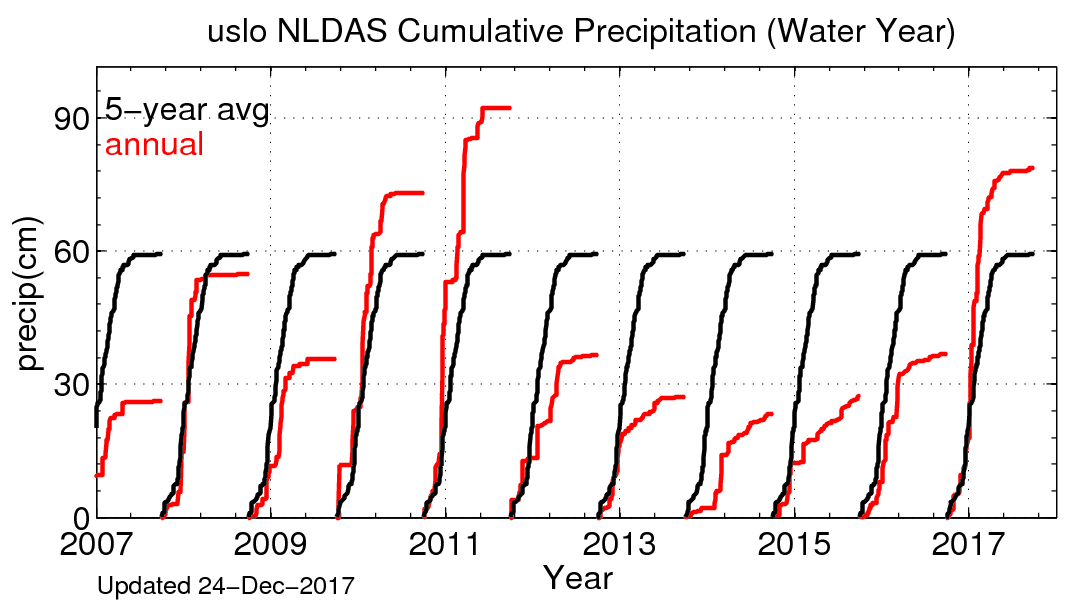 uslo NLDAS Cumulative Precipitation (Water Year)
5−year avg
annual
precip(cm)
90
60
30
0
2007 2009 2011 2013 2015 2017
Year
Updated 24−Dec−2017